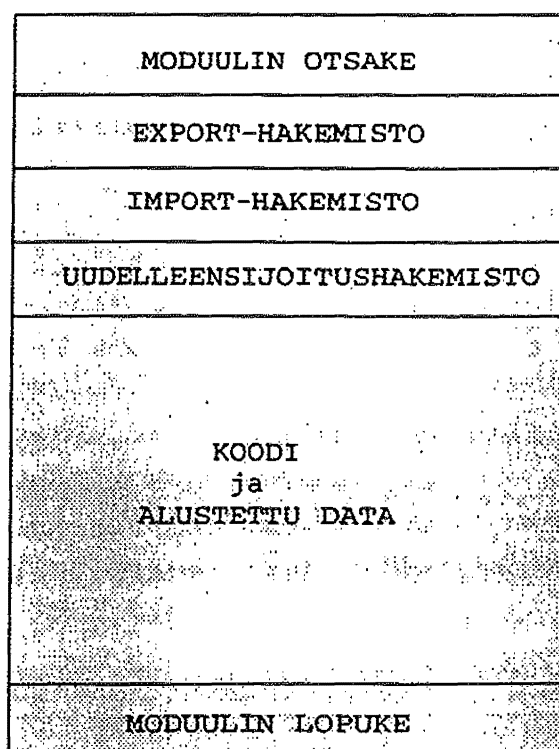 MODUULIN OTSAKE
EXPORT-HAKEMISTO
IMPORT-HAKEMISTO
UUDELLEENSIJOITUSHAKEMISTO
KOODI
ja
ALUSTETTU DATA
MODUULIN LOPUKE